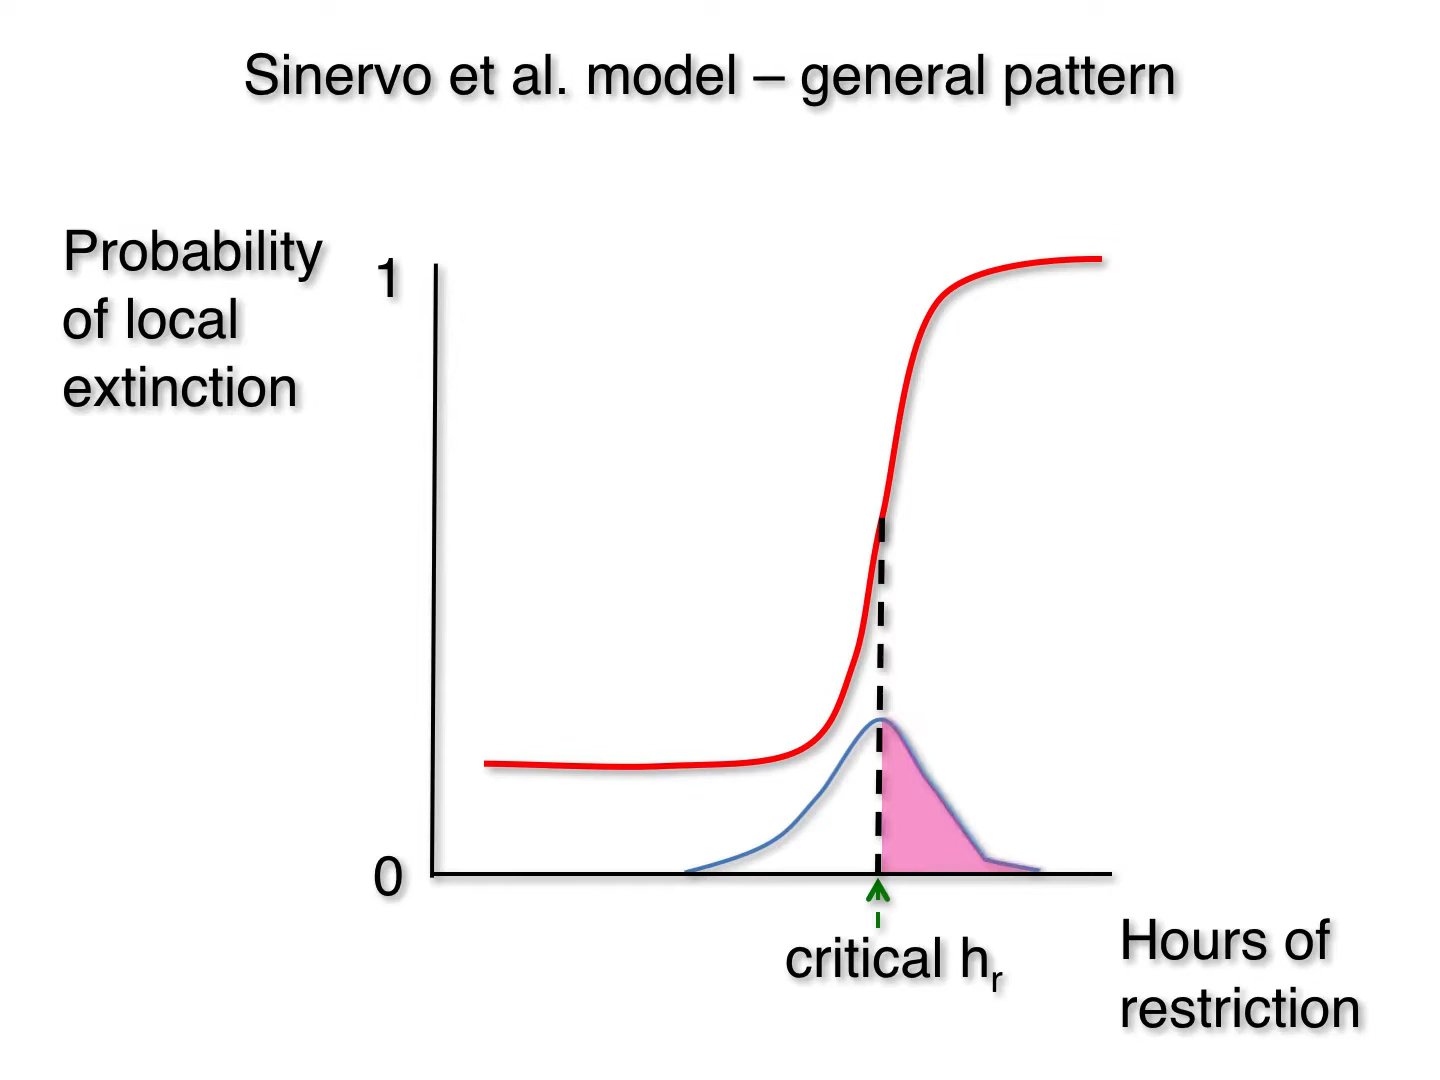 Sinervo et al. model – general pattern
Probability
of local
extinction
1
0
critical hr
Hours of
restriction